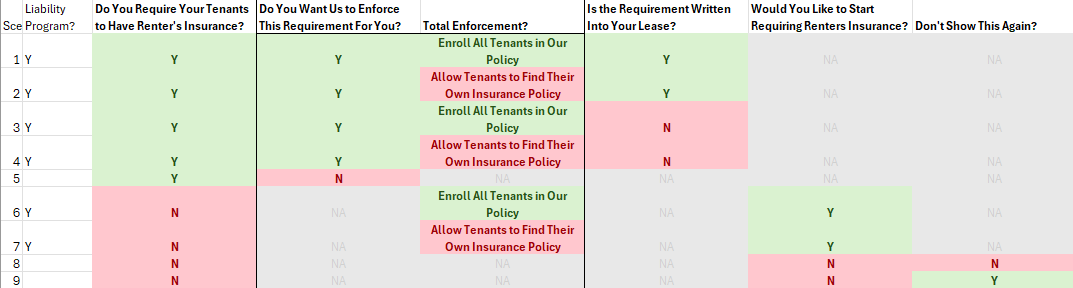 Sce Liability Program? Do You Require Your Tenants to Have Renter's Insurance? Do You Want Us to Enforce This Requirement For You? Total Enforcement? Is the Requirement Written Into Your Lease? Would You Like to Start Requiring Renters Insurance? Don't Show This Again?
1 Y Y Y Enroll All Tenants in Our Policy Y NA NA
2 Y Y Y Allow Tenants to Find Their Own Insurance Policy Y NA NA
3 Y Y Y Enroll All Tenants in Our Policy N NA NA
4 Y Y Y Allow Tenants to Find Their Own Insurance Policy N NA NA
5 Y N NA NA NA NA
6 Y N NA Enroll All Tenants in Our Policy NA Y NA
7 Y N NA Allow Tenants to Find Their Own Insurance Policy NA Y NA
8 N NA NA NA N N
9 N NA NA NA N Y